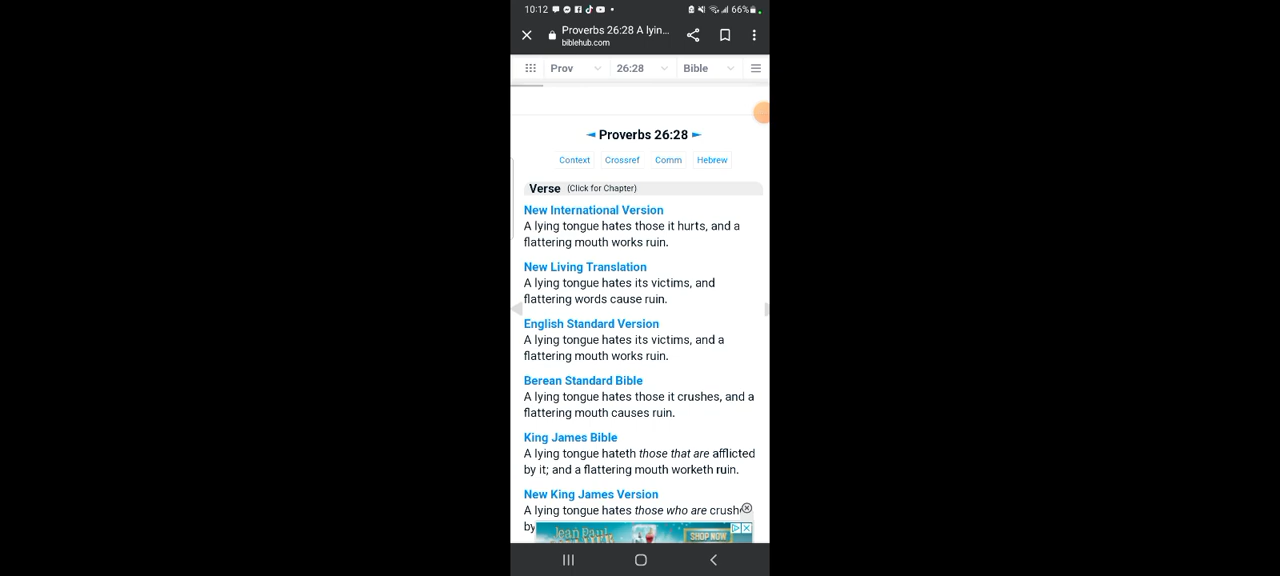 10:12 66%
Proverbs 26:28 A lyin...
biblehub.com
Prov 26:28 Bible
Proverbs 26:28
Context Crossref Comm Hebrew
Verse (Click for Chapter)
New International Version
A lying tongue hates those it hurts, and a
flattering mouth works ruin.
New Living Translation
A lying tongue hates its victims, and
flattering words cause ruin.
English Standard Version
A lying tongue hates its victims, and a
flattering mouth works ruin.
Berean Standard Bible
A lying tongue hates those it crushes, and a
flattering mouth causes ruin.
King James Bible
A lying tongue hateth those that are afflicted
by it; and a flattering mouth worketh ruin.
New King James Version
A lying tongue hates those who are crush
by
Jean Paul
SHOP NOW